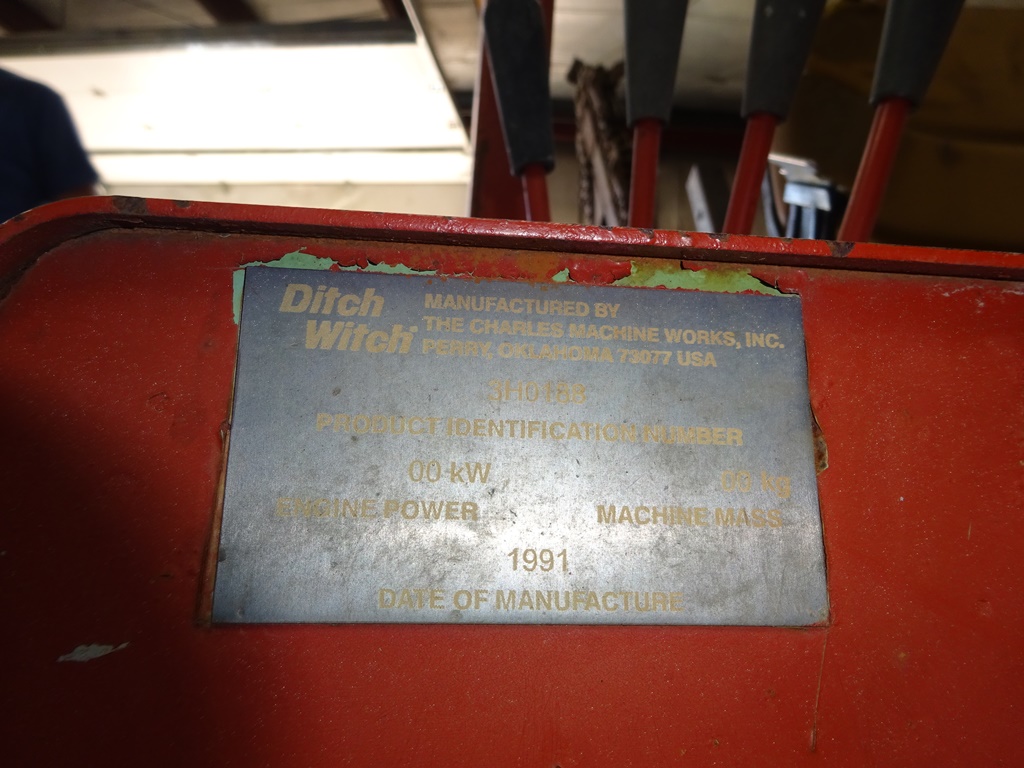 Ditch Witch
MANUFACTURED BY
THE CHARLES MACHINE WORKS, INC.
PERRY, OKLAHOMA 73077 USA
3H0188
PRODUCT IDENTIFICATION NUMBER
00 kW
00 kg
ENGINE POWER
MACHINE MASS
1991
DATE OF MANUFACTURE